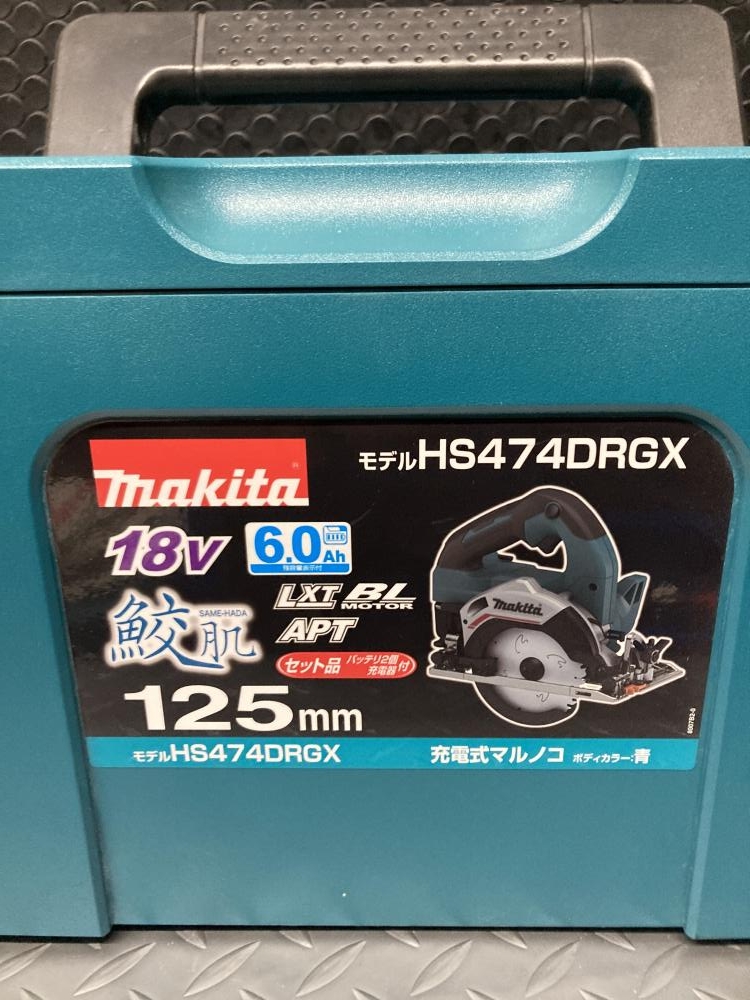 モデルHS474DRGX
makita
18V
6.0Ah
残容量表示付
LXT BL MOTOR
鮫肌 SAME-HADA
APT
セット品 バッテリ2個 充電器付
125mm
makita
モデルHS474DRGX 充電式マルノコ ボディカラー:青